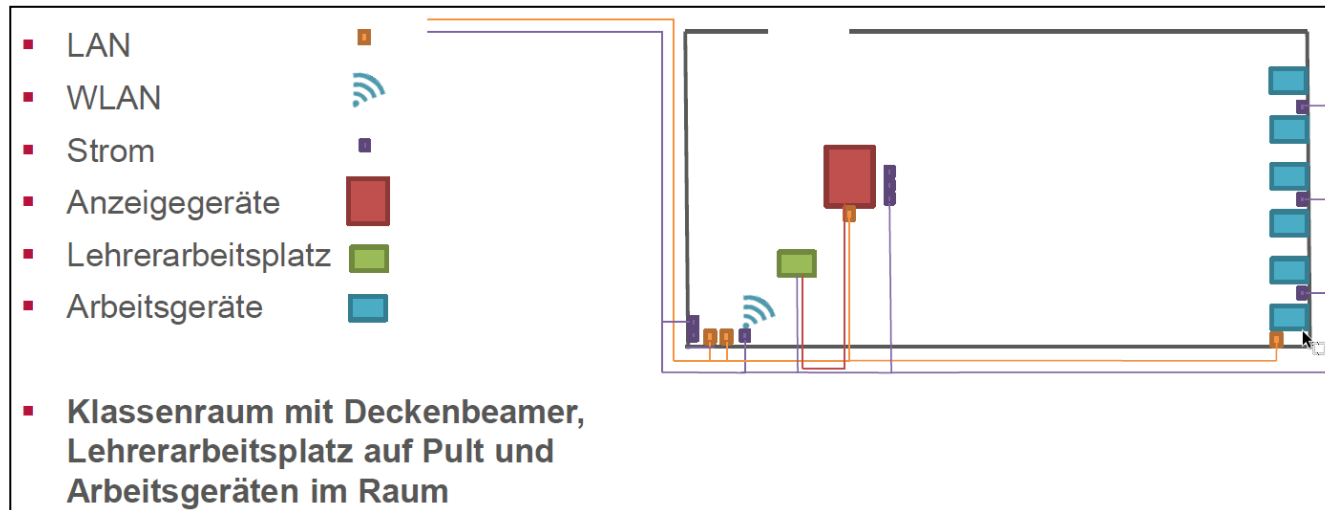 LAN
WLAN
Strom
Anzeigegeräte
Lehrerarbeitsplatz
Arbeitsgeräte
Klassenraum mit Deckenbeamer,
Lehrerarbeitsplatz auf Pult und
Arbeitsgeräten im Raum